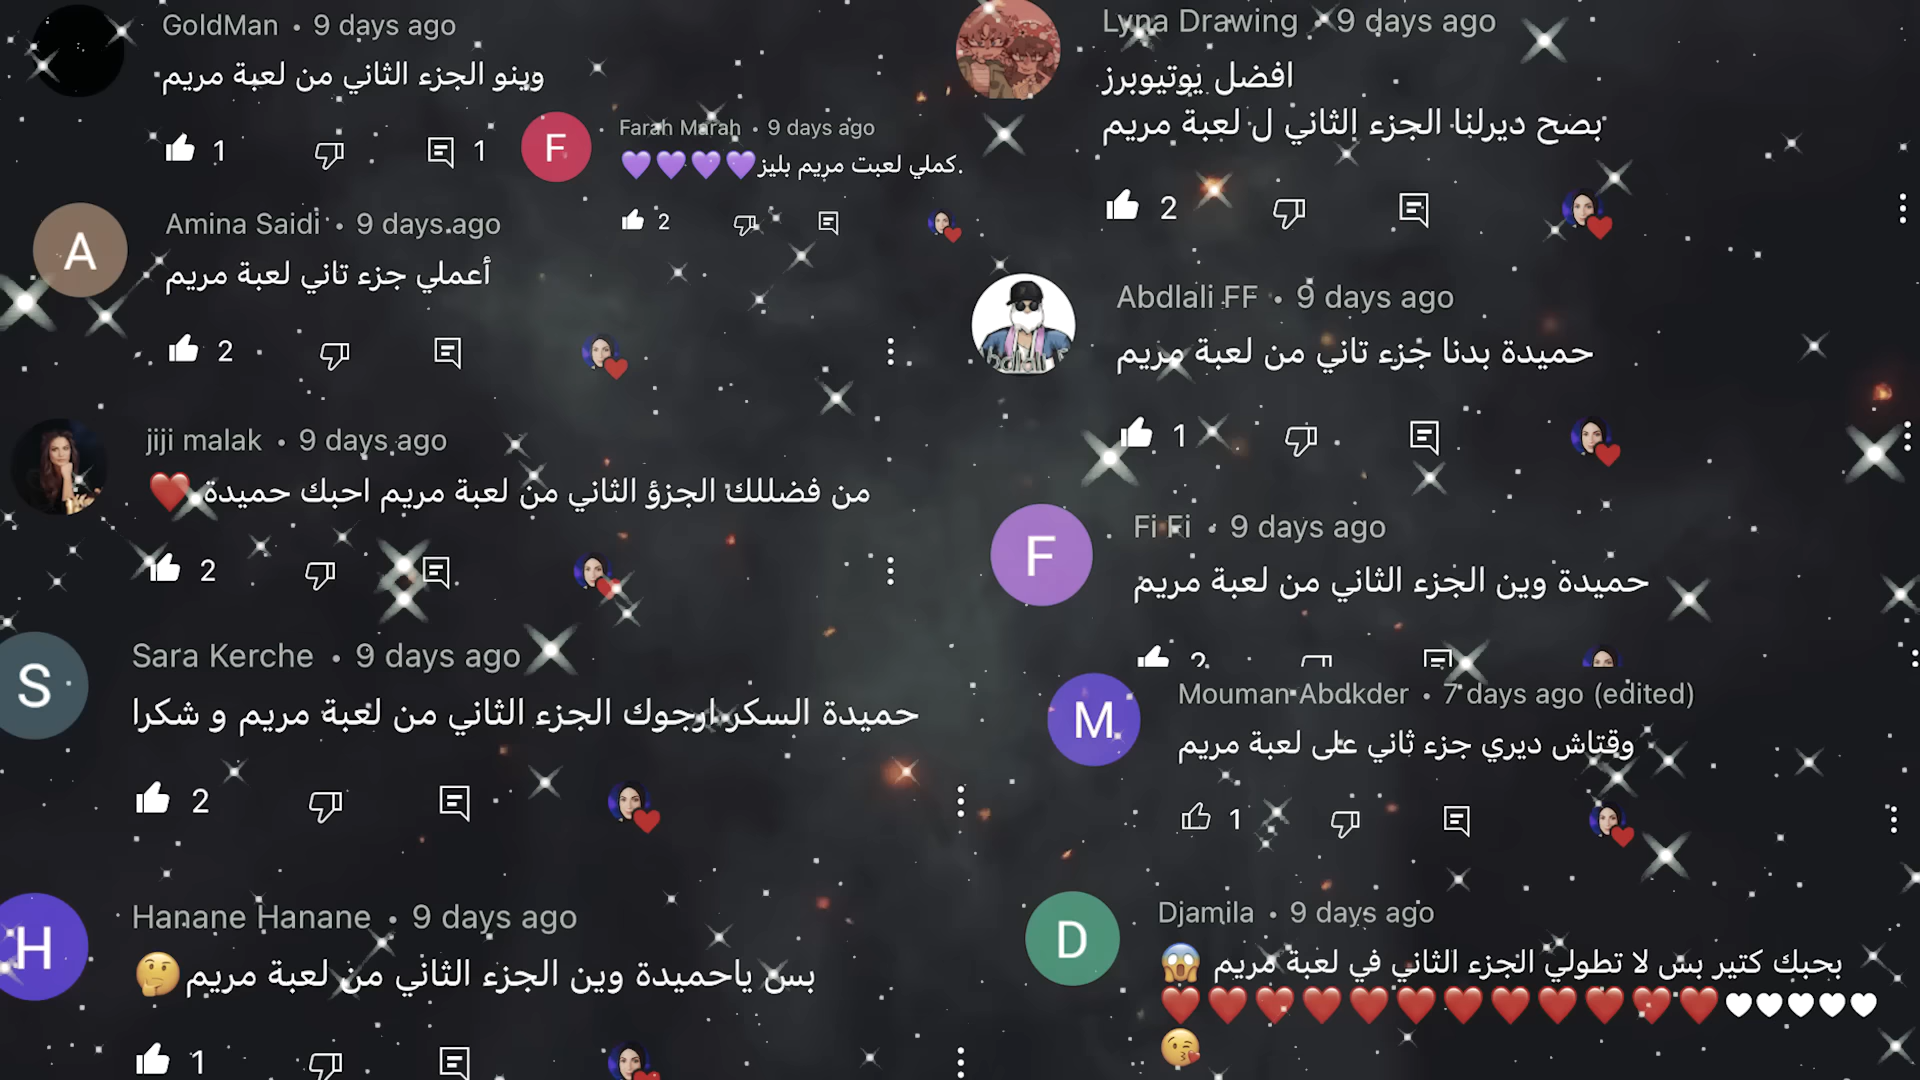 GoldMan • 9 days ago
وينو الجزء الثاني من لعبة مريم
1
1
Farah Marah • 9 days ago
كملي لعبت مريم بليز💜💜💜💜.
2
Amina Saidi • 9 days ago
أعملي جزء تاني لعبة مريم
2
jiji malak • 9 days ago
من فضللك الجزؤ الثاني من لعبة مريم احبك حميدة ❤️
2
S
Sara Kerche • 9 days ago
حميدة السكر ارجوك الجزء الثاني من لعبة مريم و شكرا
2
H
Hanane Hanane • 9 days ago
بس ياحميدة وين الجزء الثاني من لعبة مريم🤔
1
Lyna Drawing • 9 days ago
افضل يوتيوبرز
بصح ديرلنا الجزء الثاني ل لعبة مريم
2
Abdlali FF • 9 days ago
حميدة بدنا جزء تاني من لعبة مريم
1
F
Fi Fi • 9 days ago
حميدة وين الجزء الثاني من لعبة مريم
2
M
Mouman Abdkder • 7 days ago (edited)
وقتاش ديري جزء ثاني على لعبة مريم
1
D
Djamila • 9 days ago
بحبك كتير بس لا تطولي الجزء الثاني في لعبة مريم 😱
❤️❤️❤️❤️❤️❤️❤️❤️❤️❤️❤️❤️🤍🤍🤍🤍🤍
😘
A
F